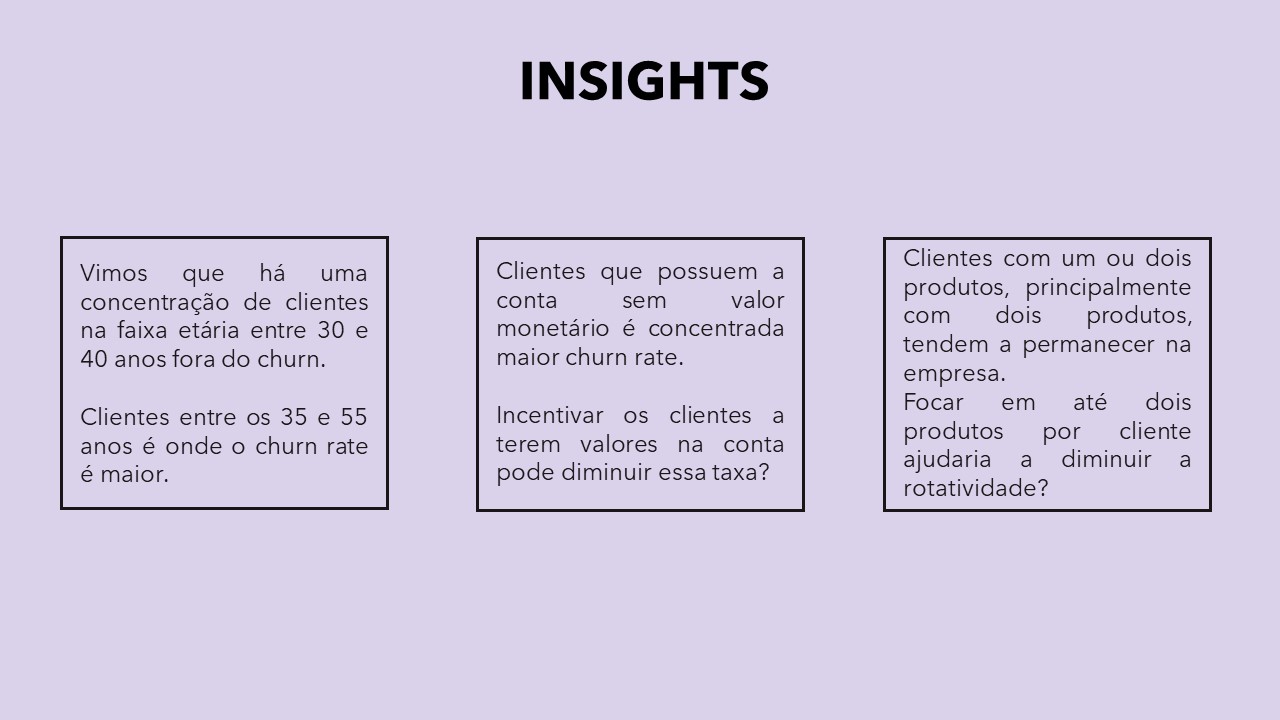 INSIGHTS
Vimos que há uma
concentração de clientes
na faixa etária entre 30 e
40 anos fora do churn.
Clientes entre os 35 e 55
anos é onde o churn rate
é maior.
Clientes que possuem a
conta sem valor
monetário é concentrada
maior churn rate.
Incentivar os clientes a
terem valores na conta
pode diminuir essa taxa?
Clientes com um ou dois
produtos, principalmente
com dois produtos,
tendem a permanecer na
empresa.
Focar em até dois
produtos por cliente
ajudaria a diminuir a
rotatividade?